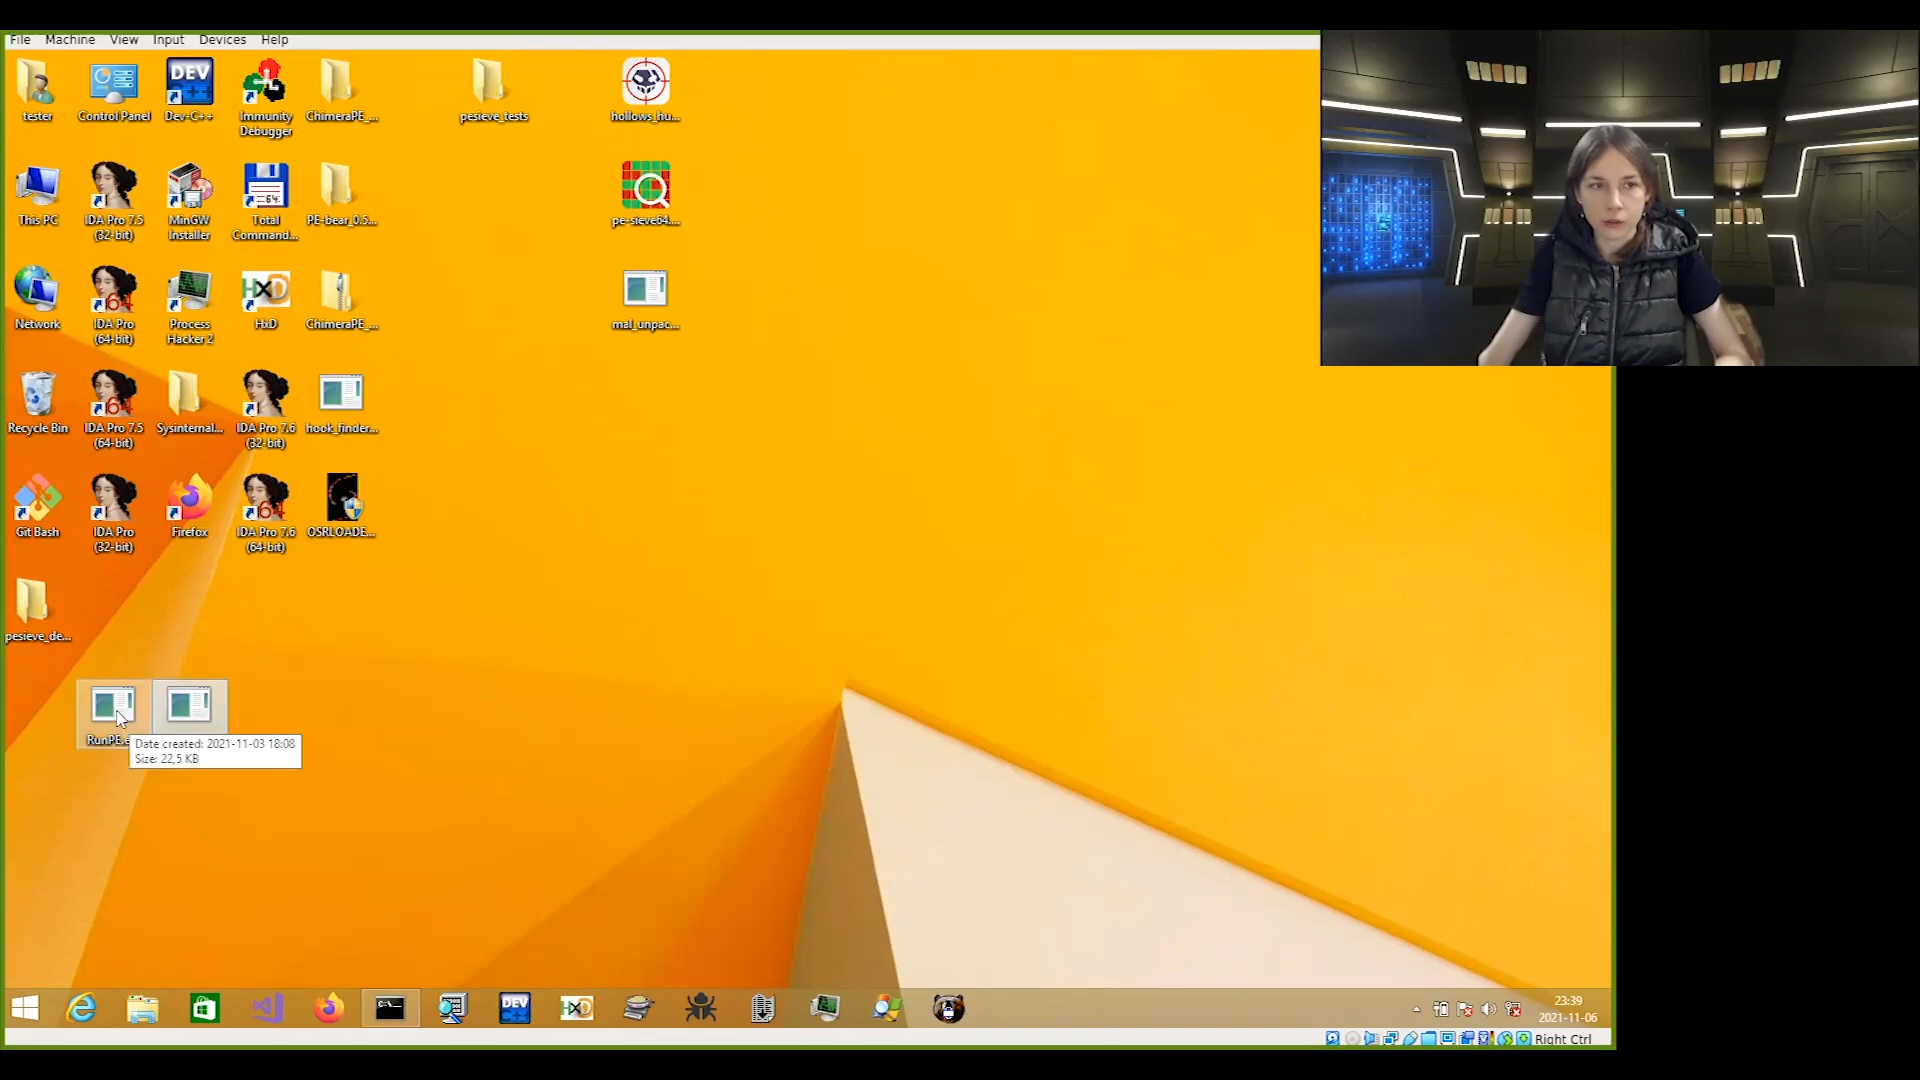 File Machine View Input Devices Help
tester
Control Panel
Dev-C++
Immunity
Debugger
ChimeraPE_...
pesieve_tests
hollows_hu...
This PC
IDA Pro 7.5
(32-bit)
MinGW
Installer
Total
Command...
PE-bear_0.5...
pe-sieve64....
Network
IDA Pro
(64-bit)
Process
Hacker 2
HxD
ChimeraPE_...
mal_unpac...
Recycle Bin
IDA Pro 7.5
(64-bit)
Sysinternal...
IDA Pro 7.6
(32-bit)
hook_finder...
Git Bash
IDA Pro
(32-bit)
Firefox
IDA Pro 7.6
(64-bit)
OSRLOADE...
pesieve_de...
RunPE.e
Date created: 2021-11-03 18:08
Size: 22,5 KB
23:39
2021-11-06
Right Ctrl